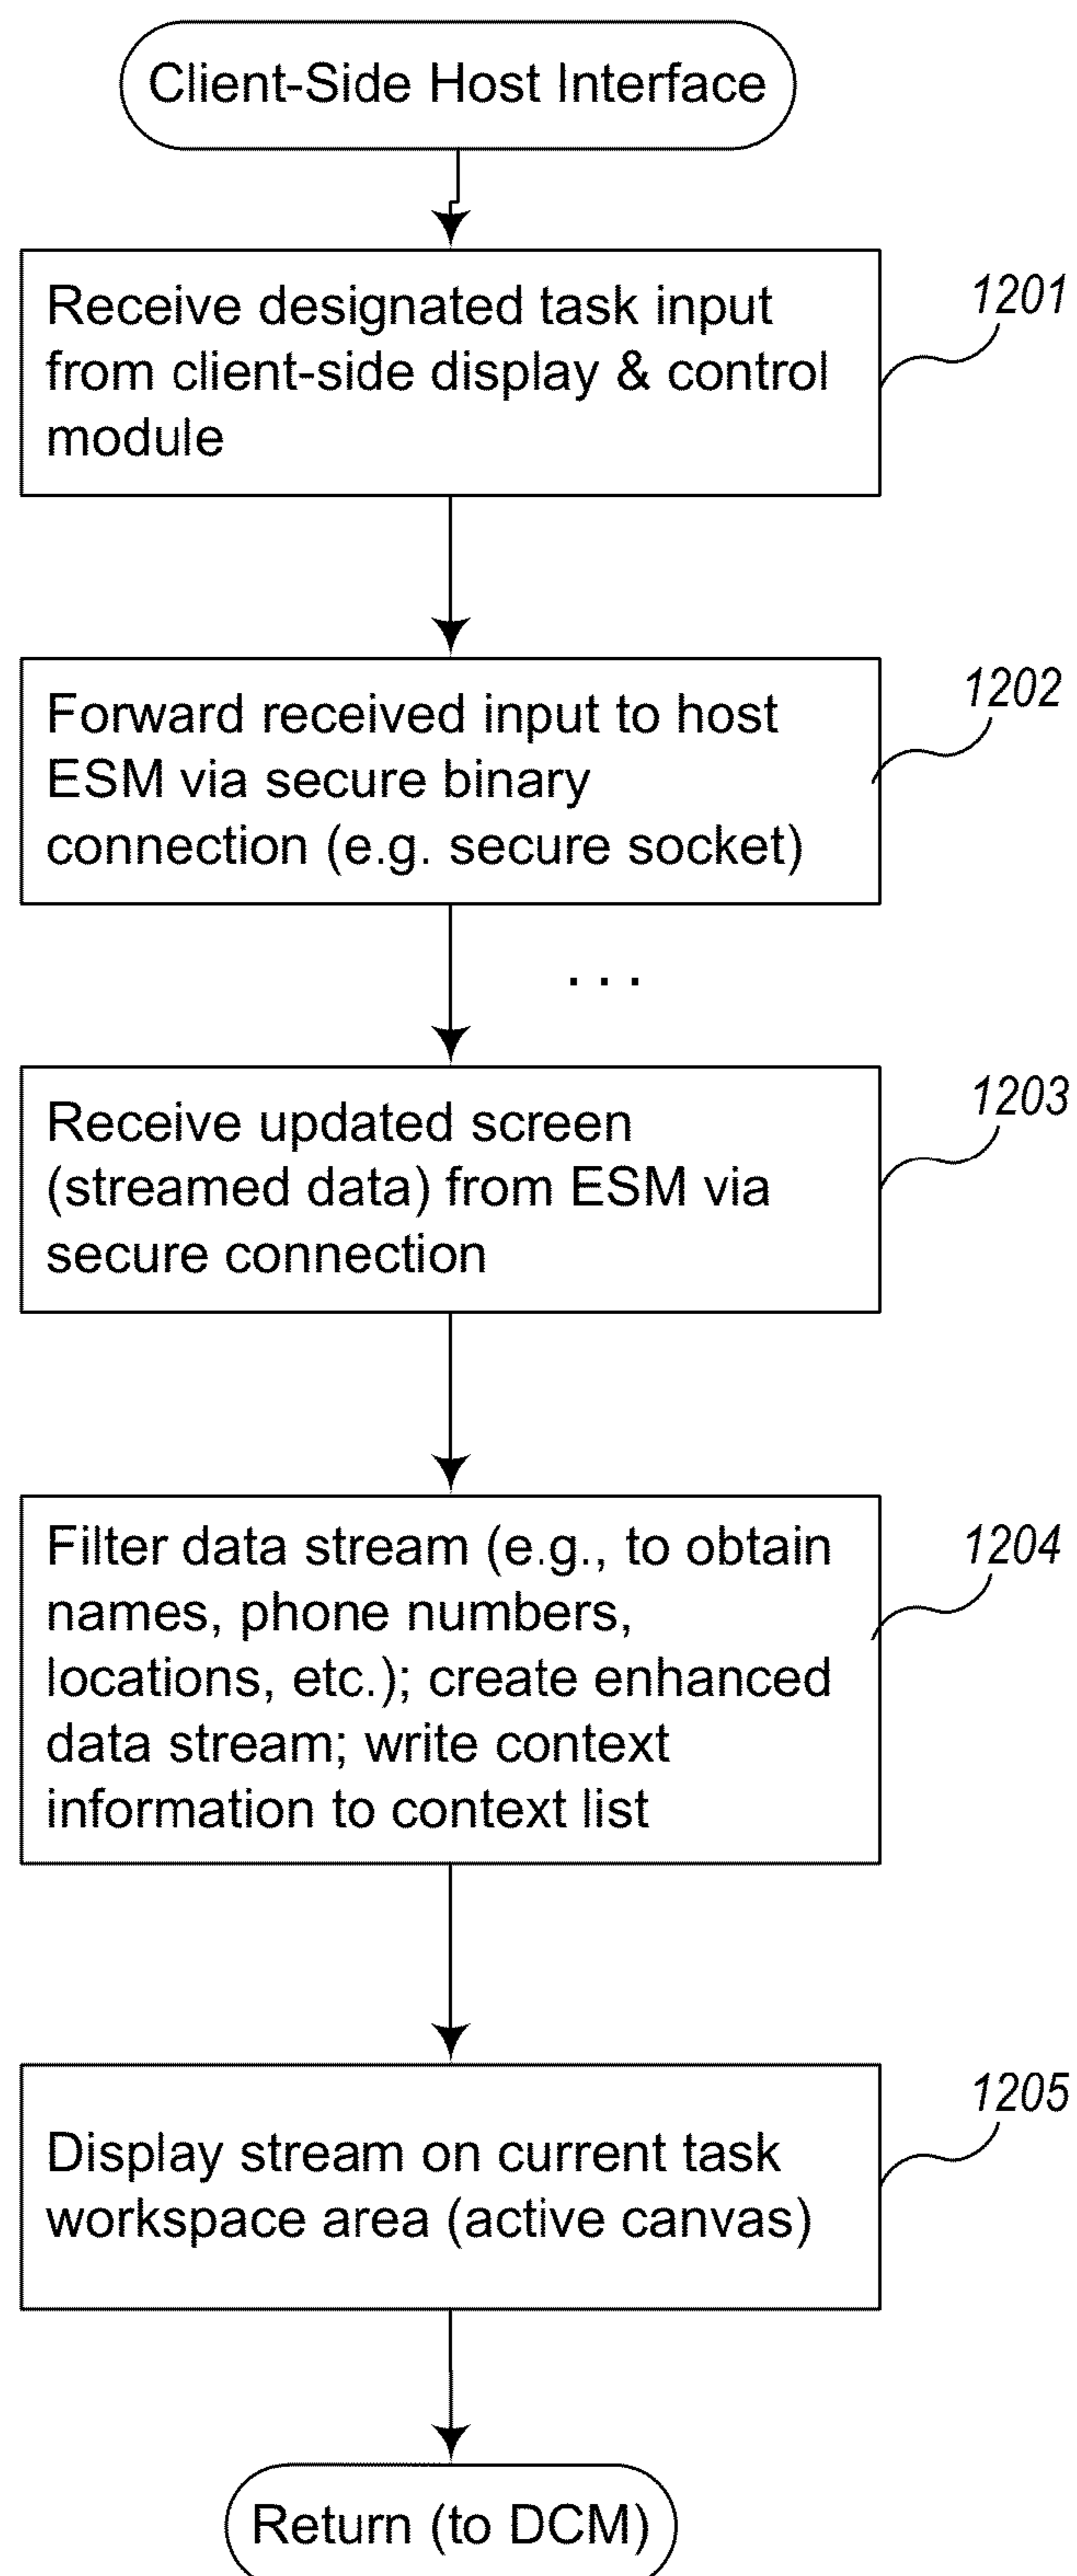 Client-Side Host Interface
Receive designated task input
from client-side display & control
module
1201
Forward received input to host
ESM via secure binary
connection (e.g. secure socket)
1202
. . .
Receive updated screen
(streamed data) from ESM via
secure connection
1203
Filter data stream (e.g., to obtain
names, phone numbers,
locations, etc.); create enhanced
data stream; write context
information to context list
1204
Display stream on current task
workspace area (active canvas)
1205
Return (to DCM)